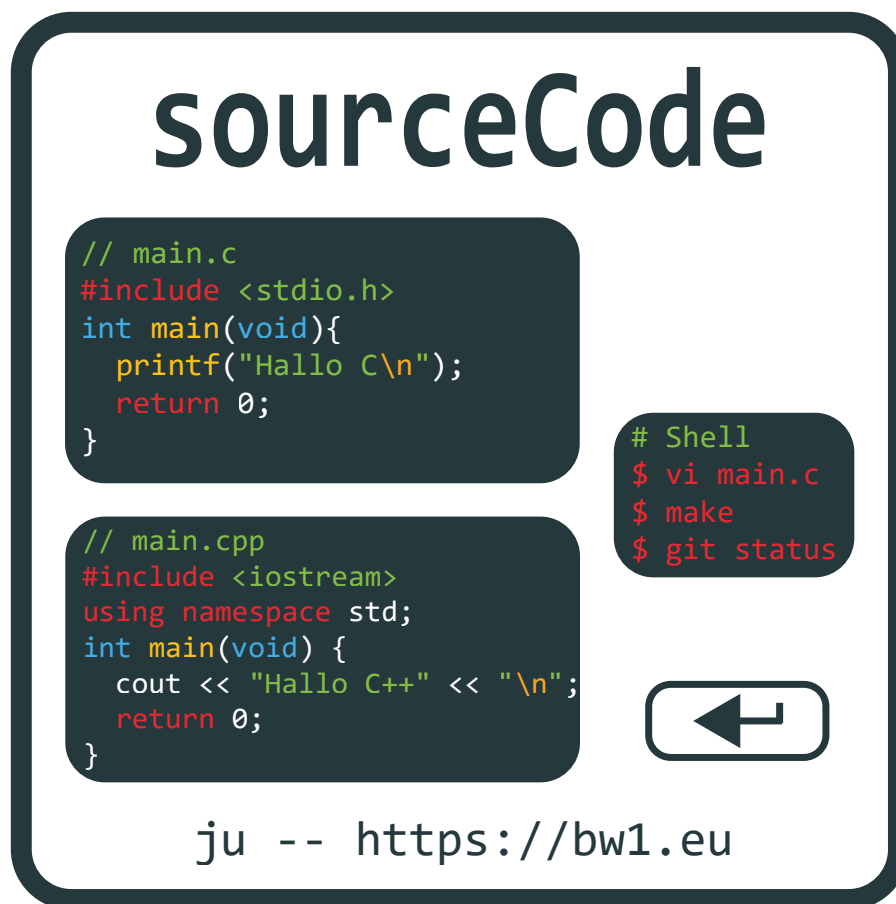 sourceCode
// main.c
#include <stdio.h>
int main(void){
  printf("Hallo C\n");
  return 0;
}
# Shell
$ vi main.c
$ make
$ git status
// main.cpp
#include <iostream>
using namespace std;
int main(void) {
  cout << "Hallo C++" << "\n";
  return 0;
}
ju -- https://bw1.eu